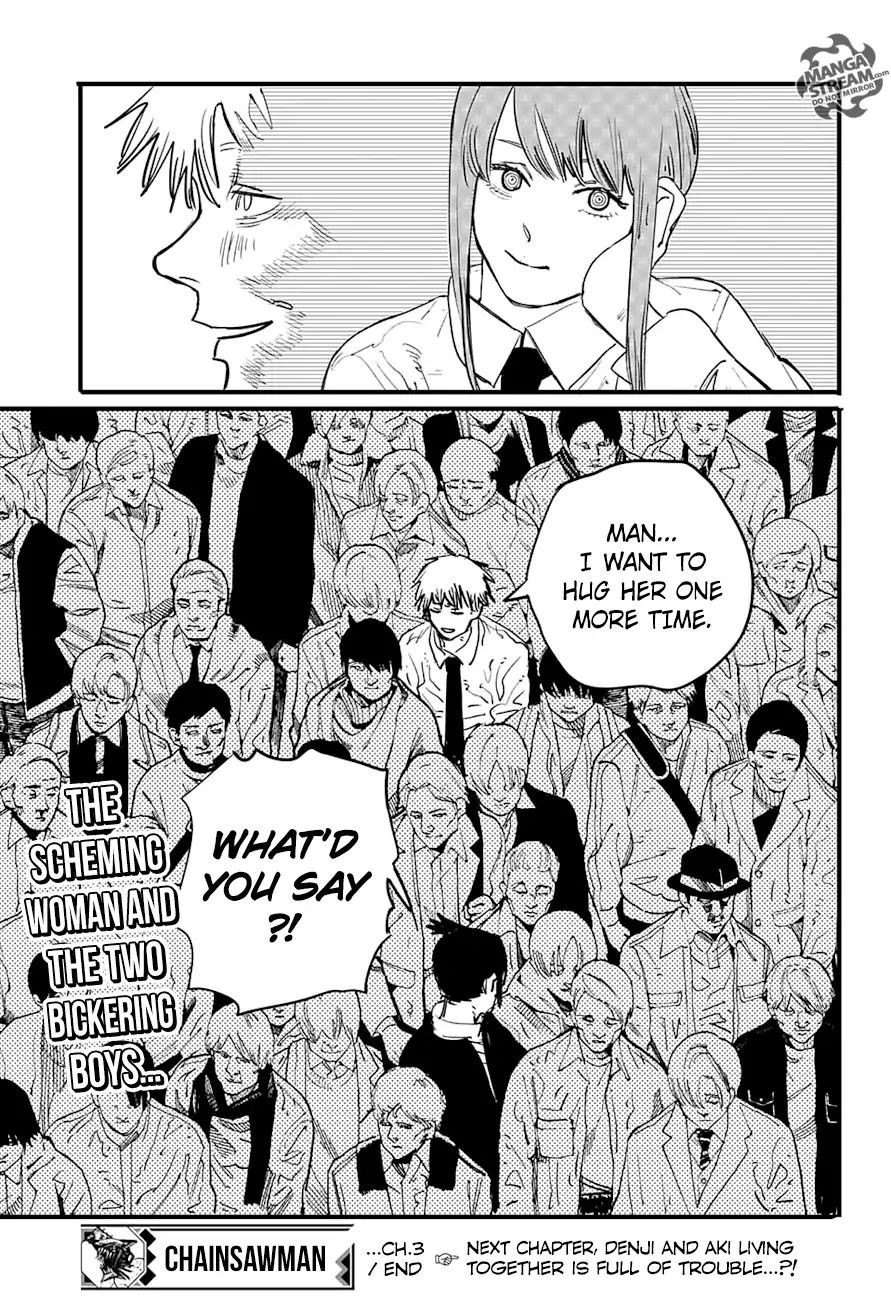 MANGA
STREAM.com
DO NOT MIRROR
MAN...
I WANT TO
HUG HER ONE
MORE TIME.
WHAT'D
YOU SAY
?!
THE
SCHEMING
WOMAN AND
THE TWO
BICKERING
BOYS...
CHAINSAWMAN
...CH.3
/ END
☞ NEXT CHAPTER, DENJI AND AKI LIVING
TOGETHER IS FULL OF TROUBLE...?!